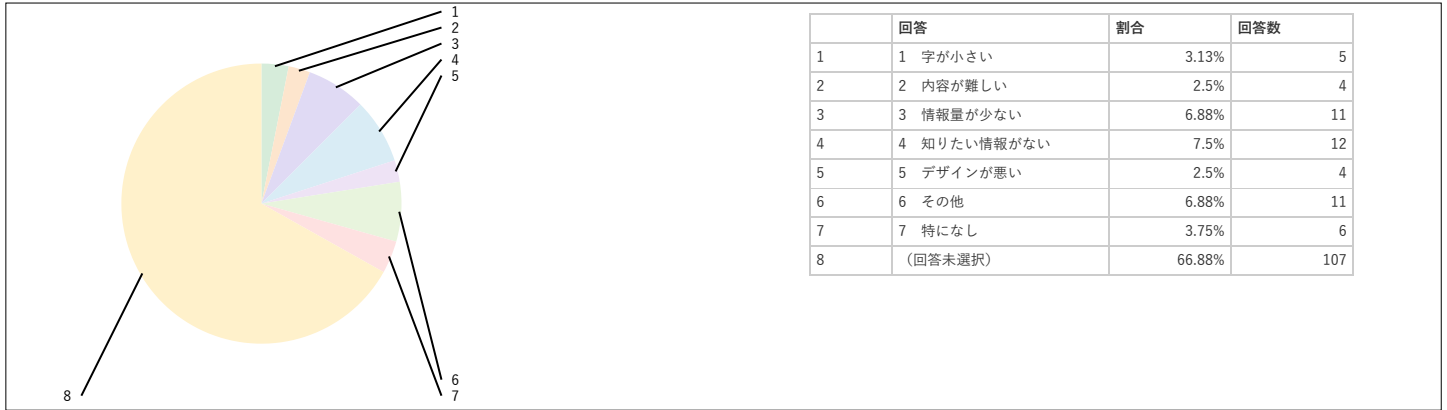 1
2
3
4
5
6
7
8
回答 割合 回答数
1 1 字が小さい 3.13% 5
2 2 内容が難しい 2.5% 4
3 3 情報量が少ない 6.88% 11
4 4 知りたい情報がない 7.5% 12
5 5 デザインが悪い 2.5% 4
6 6 その他 6.88% 11
7 7 特になし 3.75% 6
8 （回答未選択） 66.88% 107